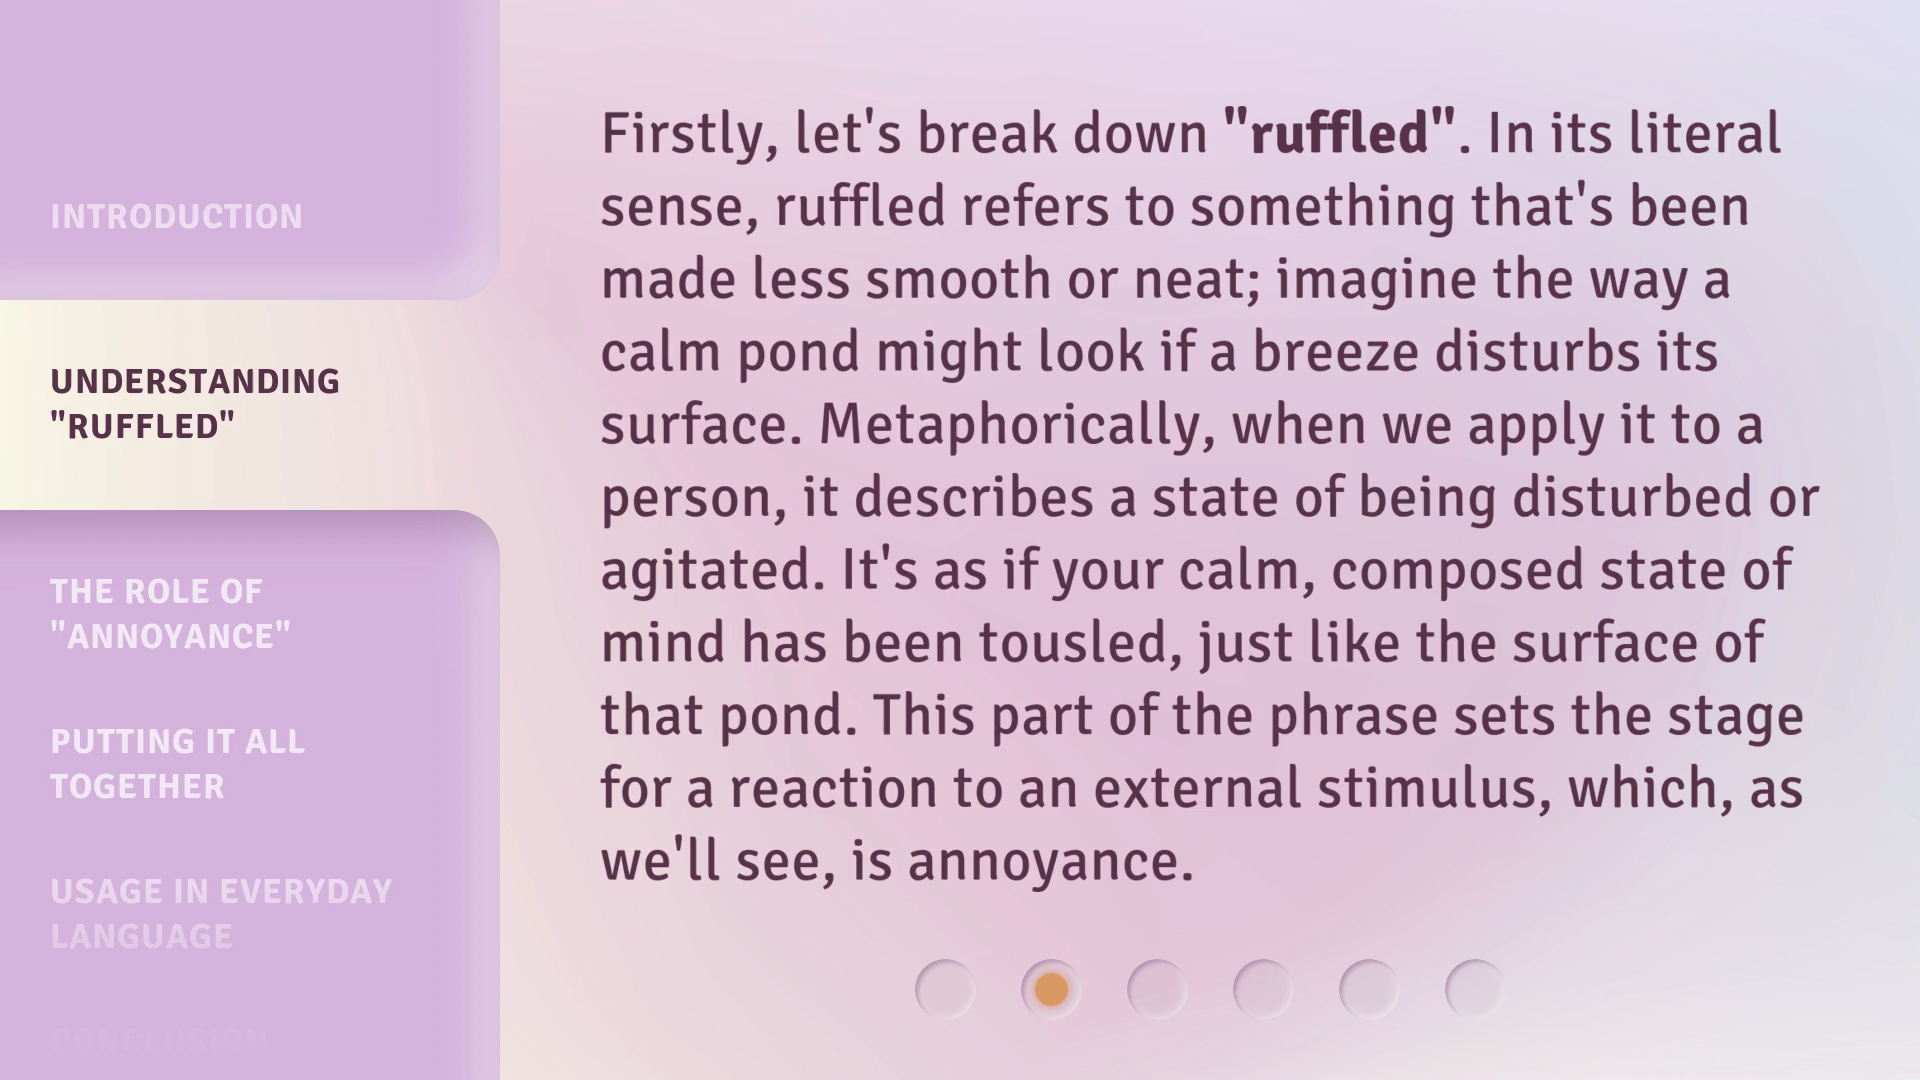 INTRODUCTION
UNDERSTANDING
"RUFFLED"
THE ROLE OF
"ANNOYANCE"
PUTTING IT ALL
TOGETHER
USAGE IN EVERYDAY
LANGUAGE
CONCLUSION
Firstly, let's break down "ruffled". In its literal
sense, ruffled refers to something that's been
made less smooth or neat; imagine the way a
calm pond might look if a breeze disturbs its
surface. Metaphorically, when we apply it to a
person, it describes a state of being disturbed or
agitated. It's as if your calm, composed state of
mind has been tousled, just like the surface of
that pond. This part of the phrase sets the stage
for a reaction to an external stimulus, which, as
we'll see, is annoyance.